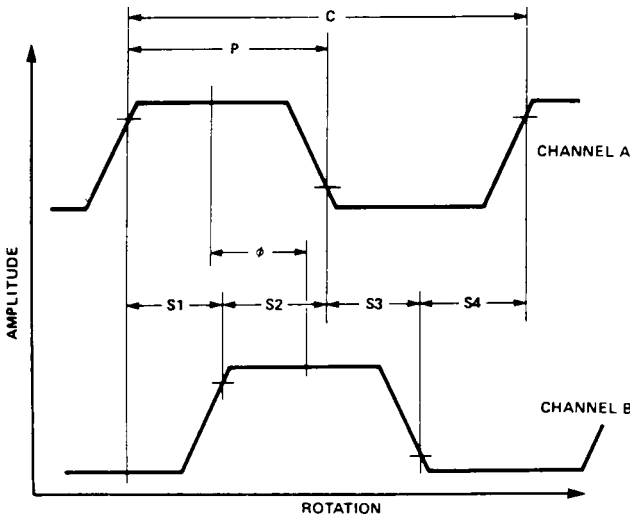 C
P
CHANNEL A
ø
S1 S2 S3 S4
AMPLITUDE
CHANNEL B
ROTATION